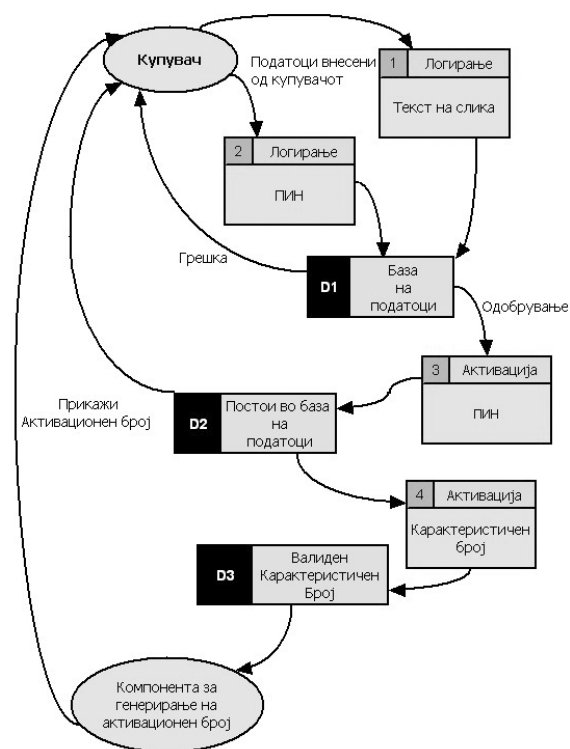 Купувач
Податоци внесени
од купувачот
1 Логирање
Текст на слика
2 Логирање
ПИН
Грешка
D1
База
на
податоци
Одобрување
3 Активација
ПИН
Прикажи
Активационен број
D2
Постои во база
на
податоци
4 Активација
Карактеристичен
број
D3
Валиден
Карактеристичен
Број
Компонента за
генерирање на
активационен број